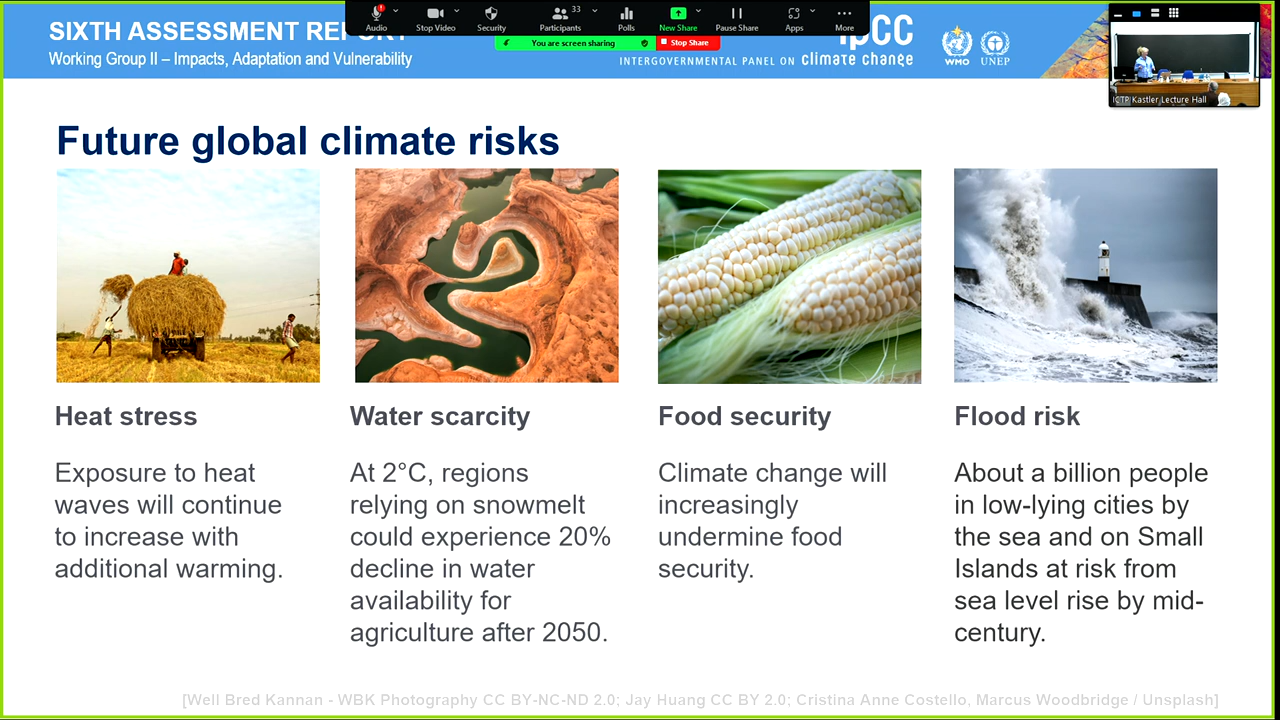 SIXTH ASSESSMENT REPORT
Working Group II – Impacts, Adaptation and Vulnerability
Audio
Stop Video
Security
33
Participants
Polls
New Share
Pause Share
Apps
More
You are screen sharing
Stop Share
ipcc
INTERGOVERNMENTAL PANEL ON climate change
WMO
UNEP
ICTP Kastler Lecture Hall
Future global climate risks
Heat stress
Exposure to heat
waves will continue
to increase with
additional warming.
Water scarcity
At 2°C, regions
relying on snowmelt
could experience 20%
decline in water
availability for
agriculture after 2050.
Food security
Climate change will
increasingly
undermine food
security.
Flood risk
About a billion people
in low-lying cities by
the sea and on Small
Islands at risk from
sea level rise by mid-
century.
[Well Bred Kannan - WBK Photography CC BY-NC-ND 2.0; Jay Huang CC BY 2.0; Cristina Anne Costello, Marcus Woodbridge / Unsplash]